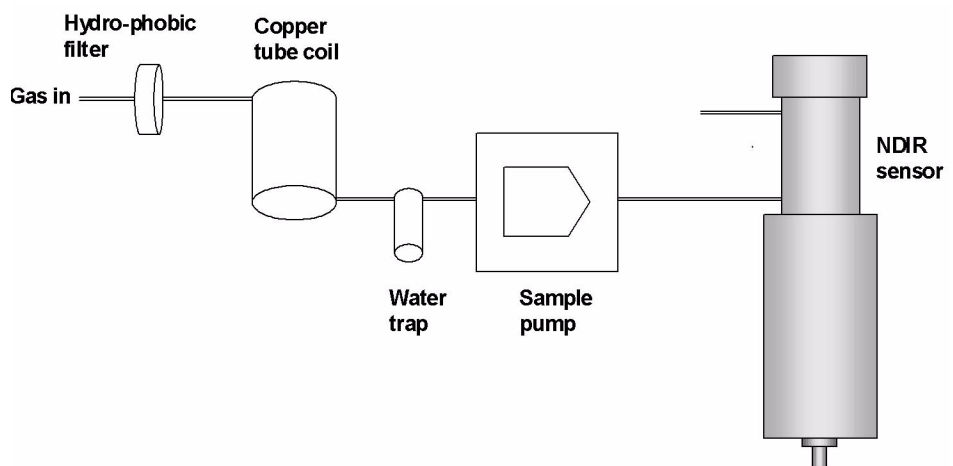 Hydro-phobic
filter
Copper
tube coil
Gas in
NDIR
sensor
Water
trap
Sample
pump